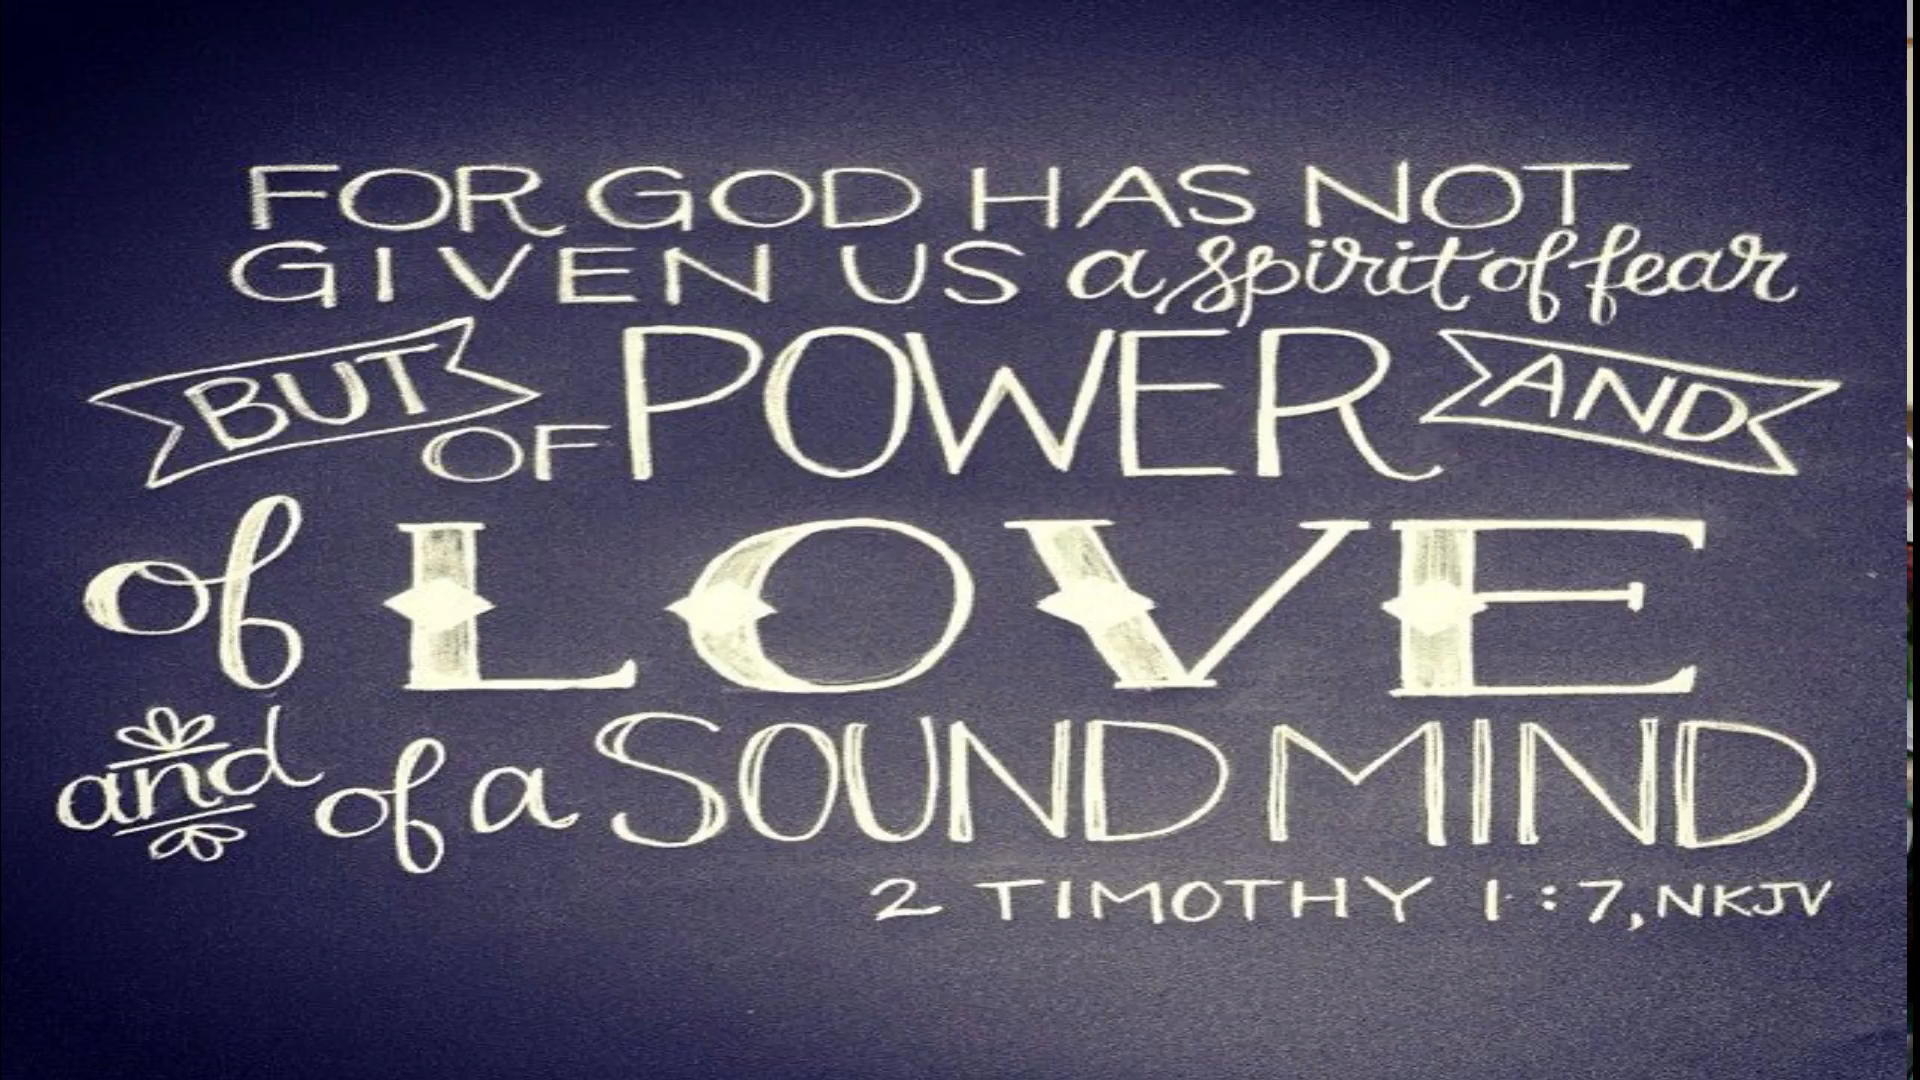 FOR GOD HAS NOT
GIVEN US a spirit of fear
BUT OF POWER AND
of LOVE
and of a SOUND MIND
2 TIMOTHY 1:7, NKJV